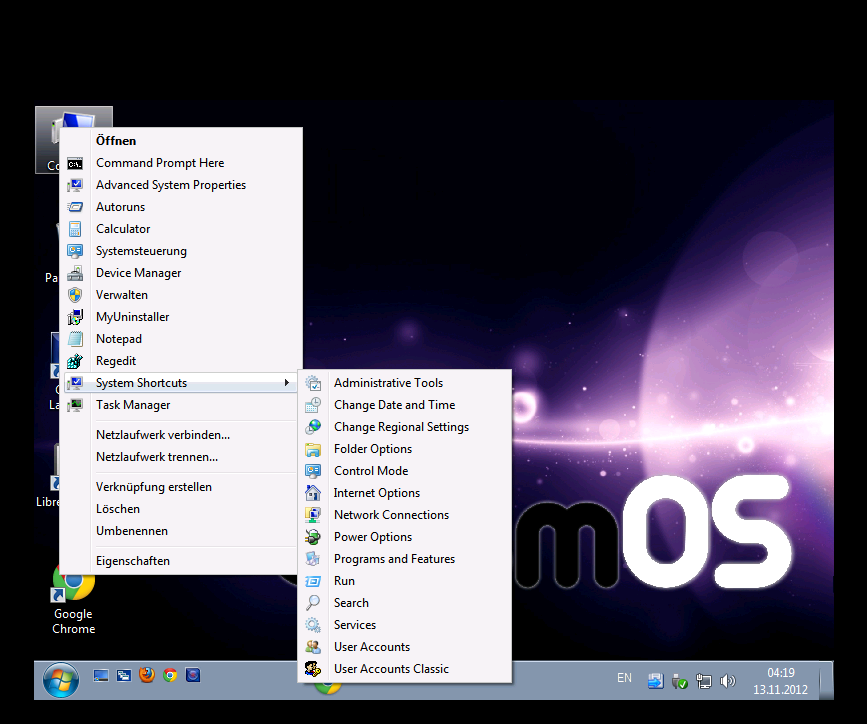 Co
Öffnen
Command Prompt Here
Advanced System Properties
Autoruns
Calculator
Systemsteuerung
Pa
Device Manager
Verwalten
MyUninstaller
Notepad
Regedit
System Shortcuts
Task Manager
La
Netzlaufwerk verbinden...
Netzlaufwerk trennen...
Verknüpfung erstellen
Libre
Löschen
Umbenennen
Eigenschaften
Administrative Tools
Change Date and Time
Change Regional Settings
Folder Options
Control Mode
Internet Options
Network Connections
Power Options
Programs and Features
Run
Search
Services
User Accounts
User Accounts Classic
mOS
Google
Chrome
EN
04:19
13.11.2012